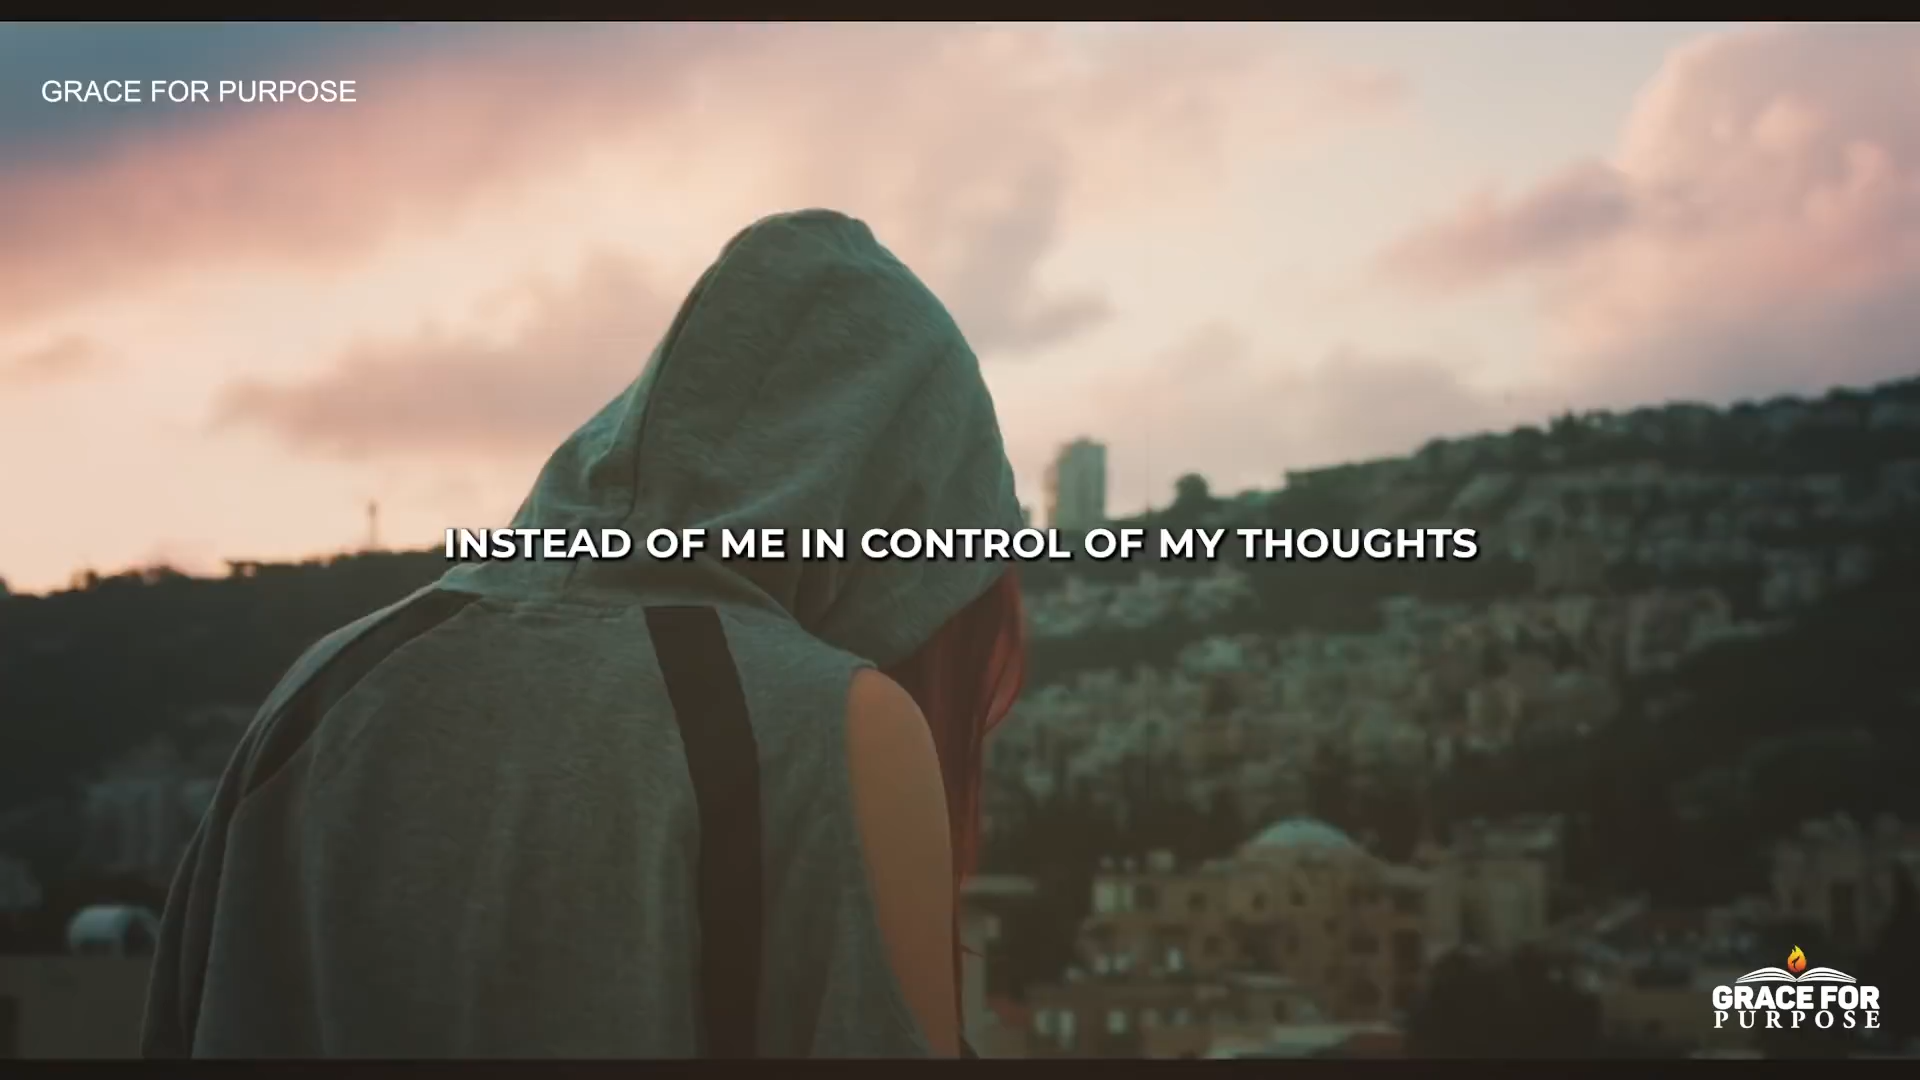 GRACE FOR PURPOSE
INSTEAD OF ME IN CONTROL OF MY THOUGHTS
GRACE FOR
PURPOSE